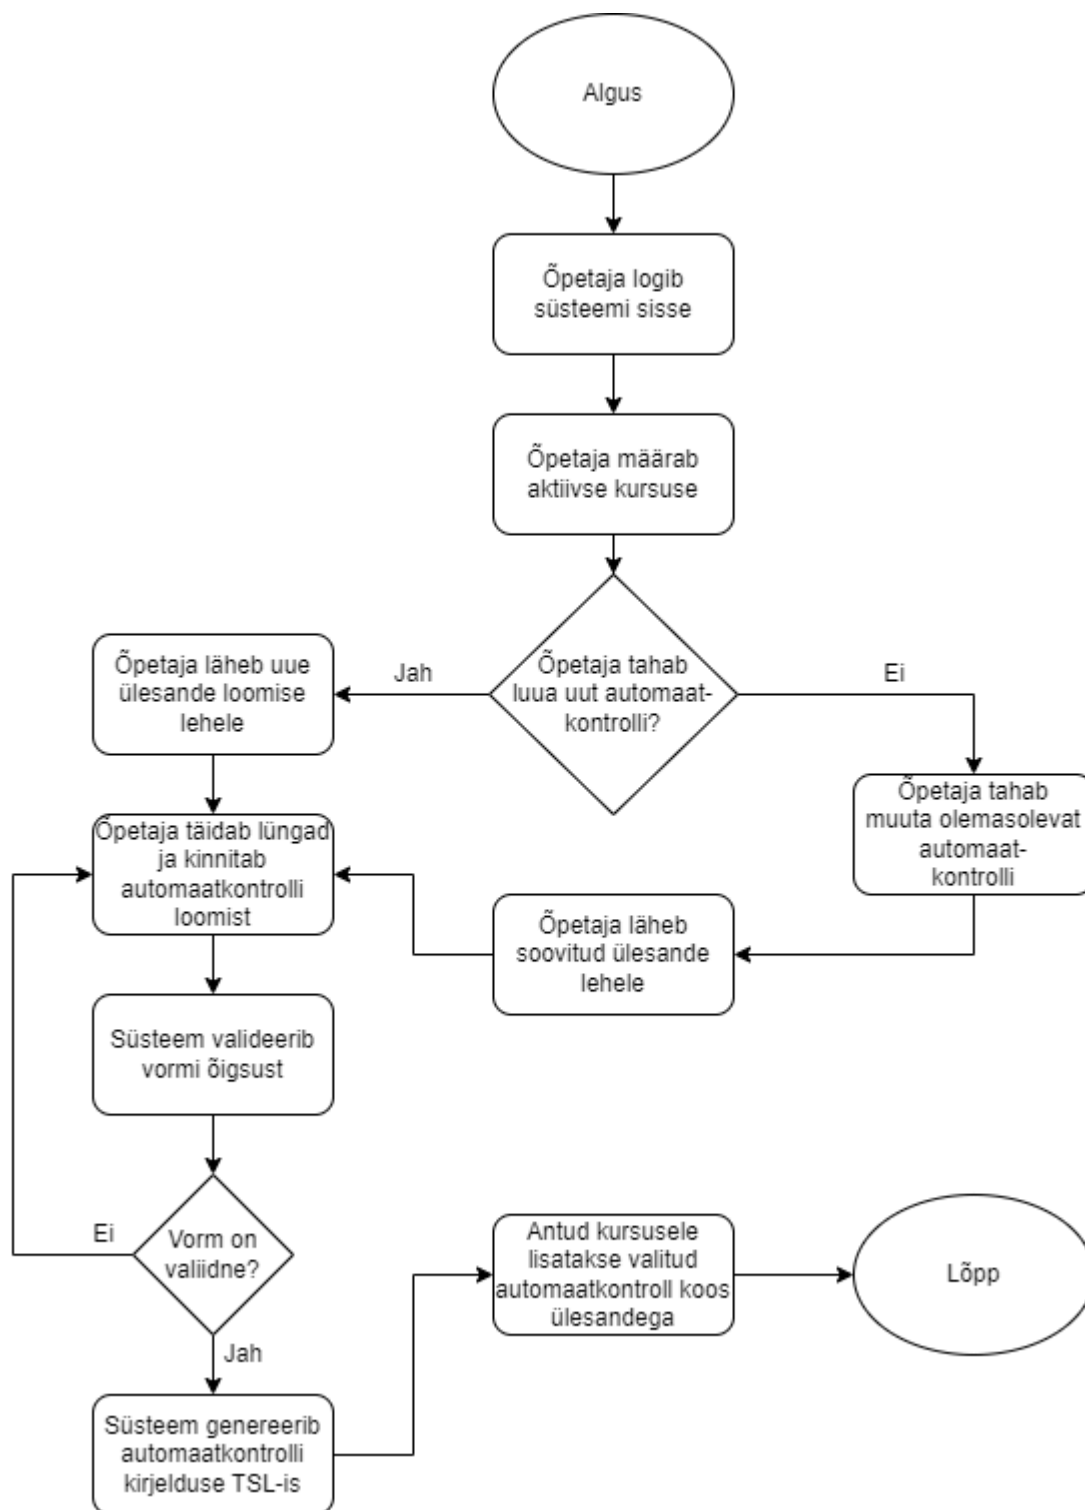 Algus
Õpetaja logib
süsteemi sisse
Õpetaja määrab
aktiivse kursuse
Õpetaja tahab
luua uut automaat-
kontrolli?
Jah
Ei
Õpetaja läheb uue
ülesande loomise
lehele
Õpetaja tahab
muuta olemasolevat
automaat-
kontrolli
Õpetaja täidab lüngad
ja kinnitab
automaatkontrolli
loomist
Õpetaja läheb
soovitud ülesande
lehele
Süsteem valideerib
vormi õigsust
Ei
Vorm on
valiidne?
Jah
Süsteem genereerib
automaatkontrolli
kirjelduse TSL-is
Antud kursusele
lisatakse valitud
automaatkontroll koos
ülesandega
Lõpp